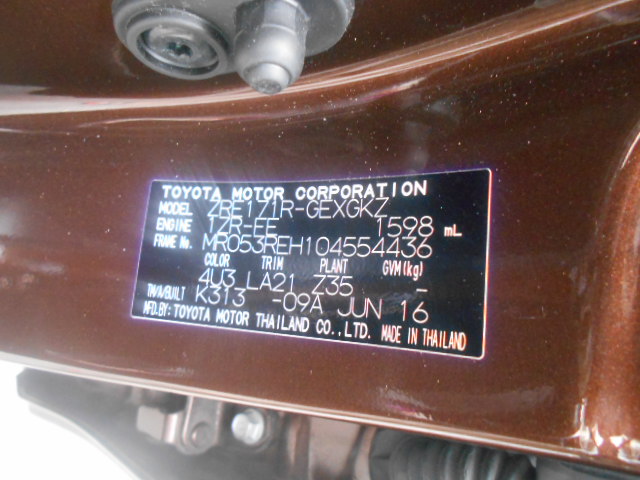 TOYOTA MOTOR CORPORATION
MODEL ZRE171R-GEXGKZ
ENGINE 1ZR-FE 1598 mL
FRAME No. MR053REH104554436
COLOR TRIM PLANT GVM(kg)
4U3 LA21 Z35 -
TM/AX/BUILT K313 -09A JUN 16
MFD.BY: TOYOTA MOTOR THAILAND CO.,LTD. MADE IN THAILAND